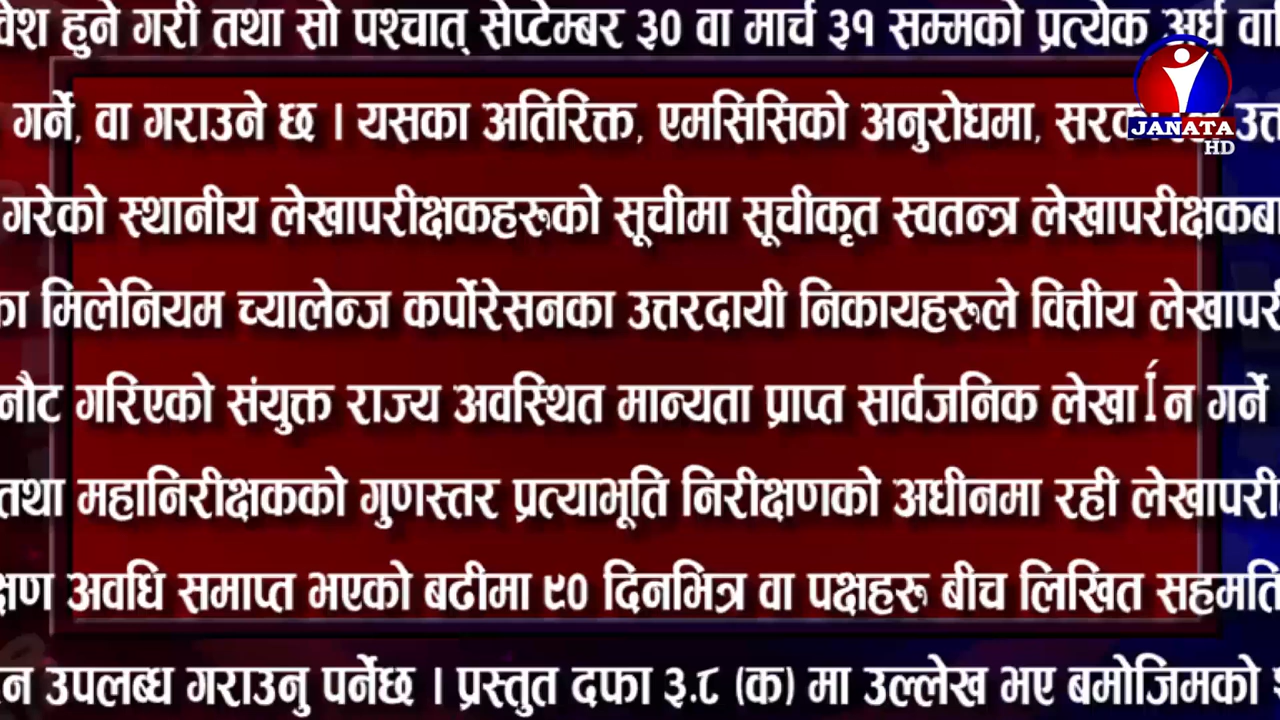 हुने गरी तथा सो पश्चात् सेप्टेम्बर ३० वा मार्च ३१ सम्मको प्रत्येक अर्ध
गर्ने, वा गराउने छ । यसका अतिरिक्त, एमसिसिको अनुरोधमा,
गरेको स्थानीय लेखापरीक्षकहरूको सूचीमा सूचीकृत स्वतन्त्र
मिलेनियम च्यालेन्ज कर्पोरेसनका उत्तरदायी निकायहरूले वित्तीय
गरिएको संयुक्त राज्य अवस्थित मान्यता प्राप्त सार्वजनिक गर्ने
तथा महानिरीक्षकको गुणस्तर प्रत्याभूति निरीक्षणको अधीनमा रही
अवधि समाप्त भएको बढीमा ९० दिनभित्र वा पक्षहरू बीच लिखित
उपलब्ध गराउनु पर्नेछ । प्रस्तुत दफा ३.८ (क) मा उल्लेख भए बमोजिमको
JANATA
HD